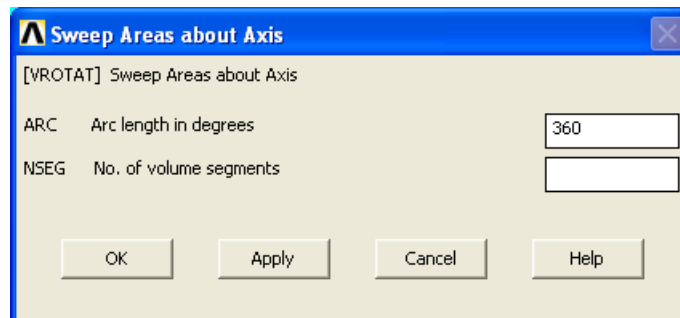 Sweep Areas about Axis
[VROTAT] Sweep Areas about Axis
ARC Arc length in degrees 360
NSEG No. of volume segments
OK Apply Cancel Help